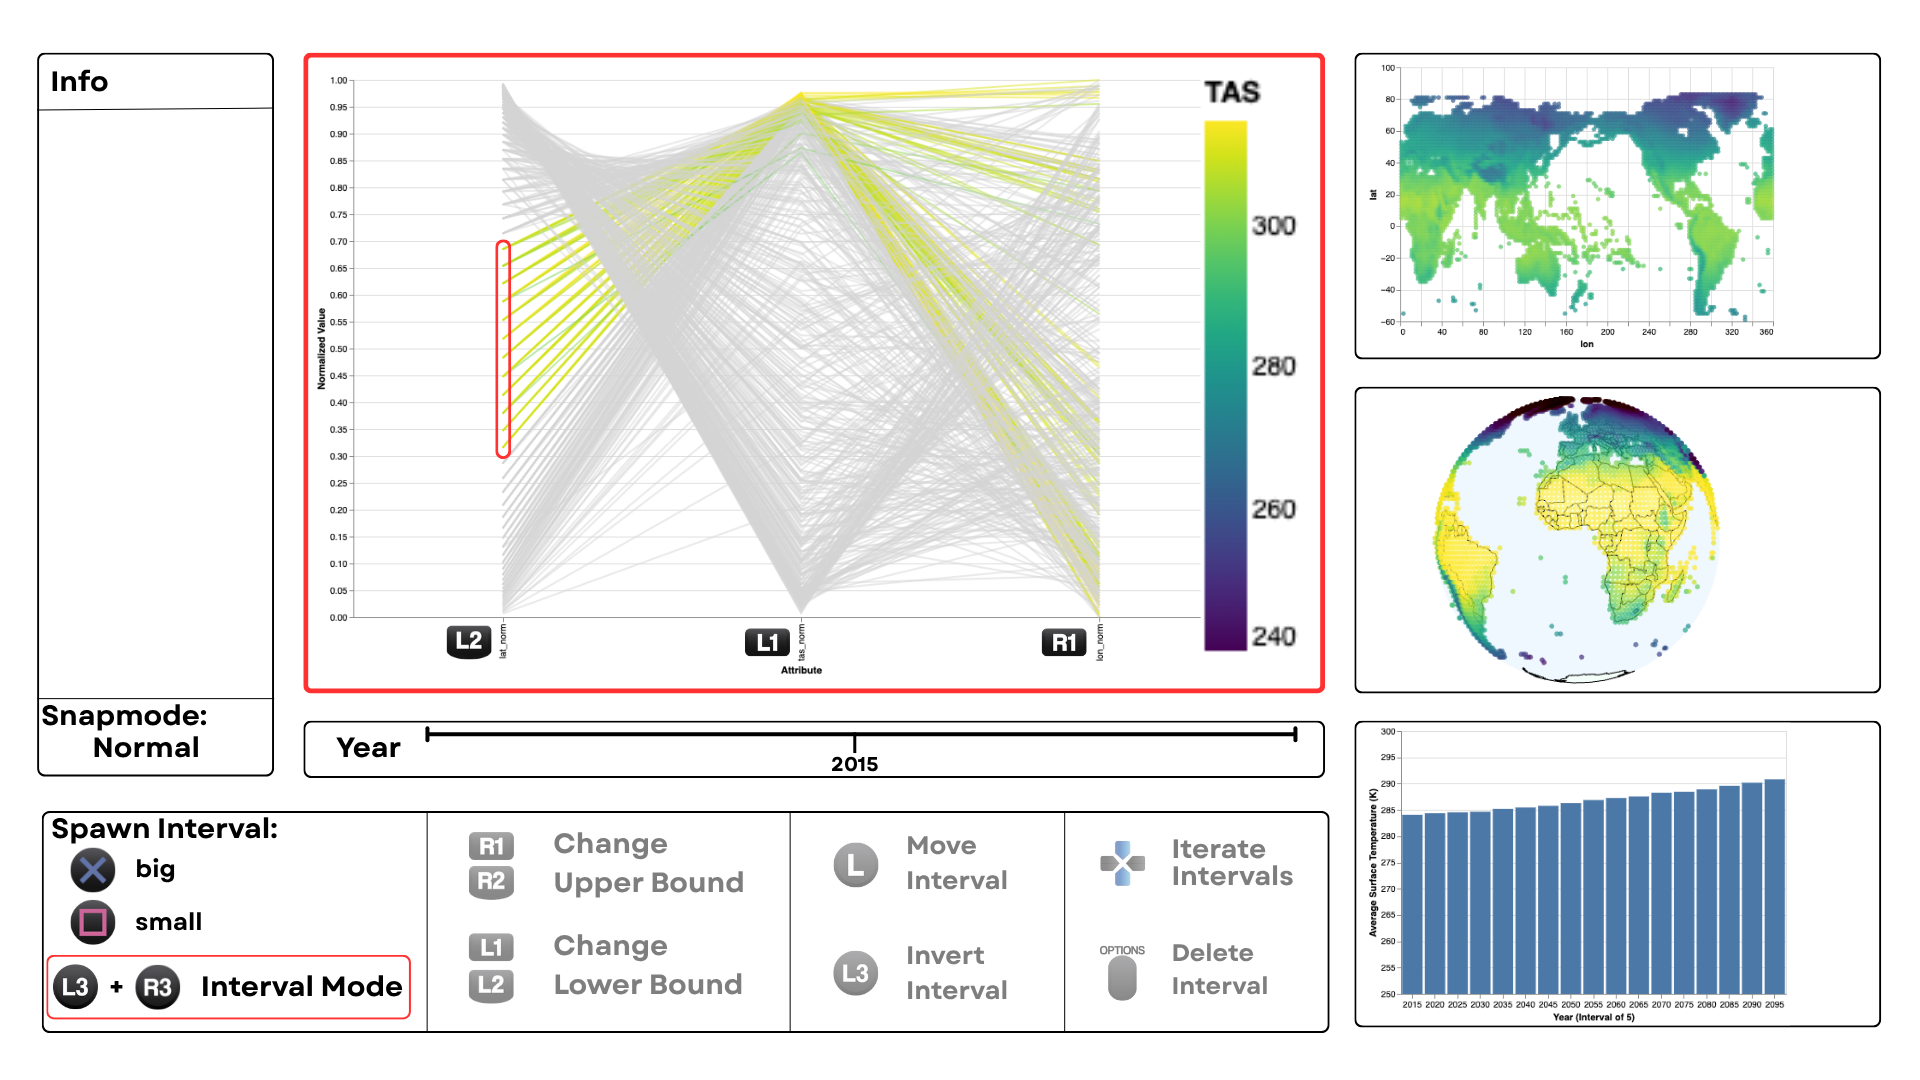 Info
Snapmode:
Normal
1.00
0.95
0.90
0.85
0.80
0.75
0.70
0.65
0.60
0.55
0.50
0.45
0.40
0.35
0.30
0.25
0.20
0.15
0.10
0.05
0.00
Normalized Value
L2
lat_norm
L1
tas_norm
R1
lon_norm
Attribute
TAS
300
280
260
240
Year
2015
Spawn Interval:
big
small
L3 + R3 Interval Mode
R1 Change
R2 Upper Bound
L1 Change
L2 Lower Bound
L Move
Interval
L3 Invert
Interval
Iterate
Intervals
OPTIONS
Delete
Interval
100
80
60
40
20
0
−20
−40
−60
lat
0 40 80 120 160 200 240 280 320 360
lon
300
295
290
285
280
275
270
265
260
255
250
Average Surface Temperature (K)
2015 2020 2025 2030 2035 2040 2045 2050 2055 2060 2065 2070 2075 2080 2085 2090 2095
Year (Interval of 5)